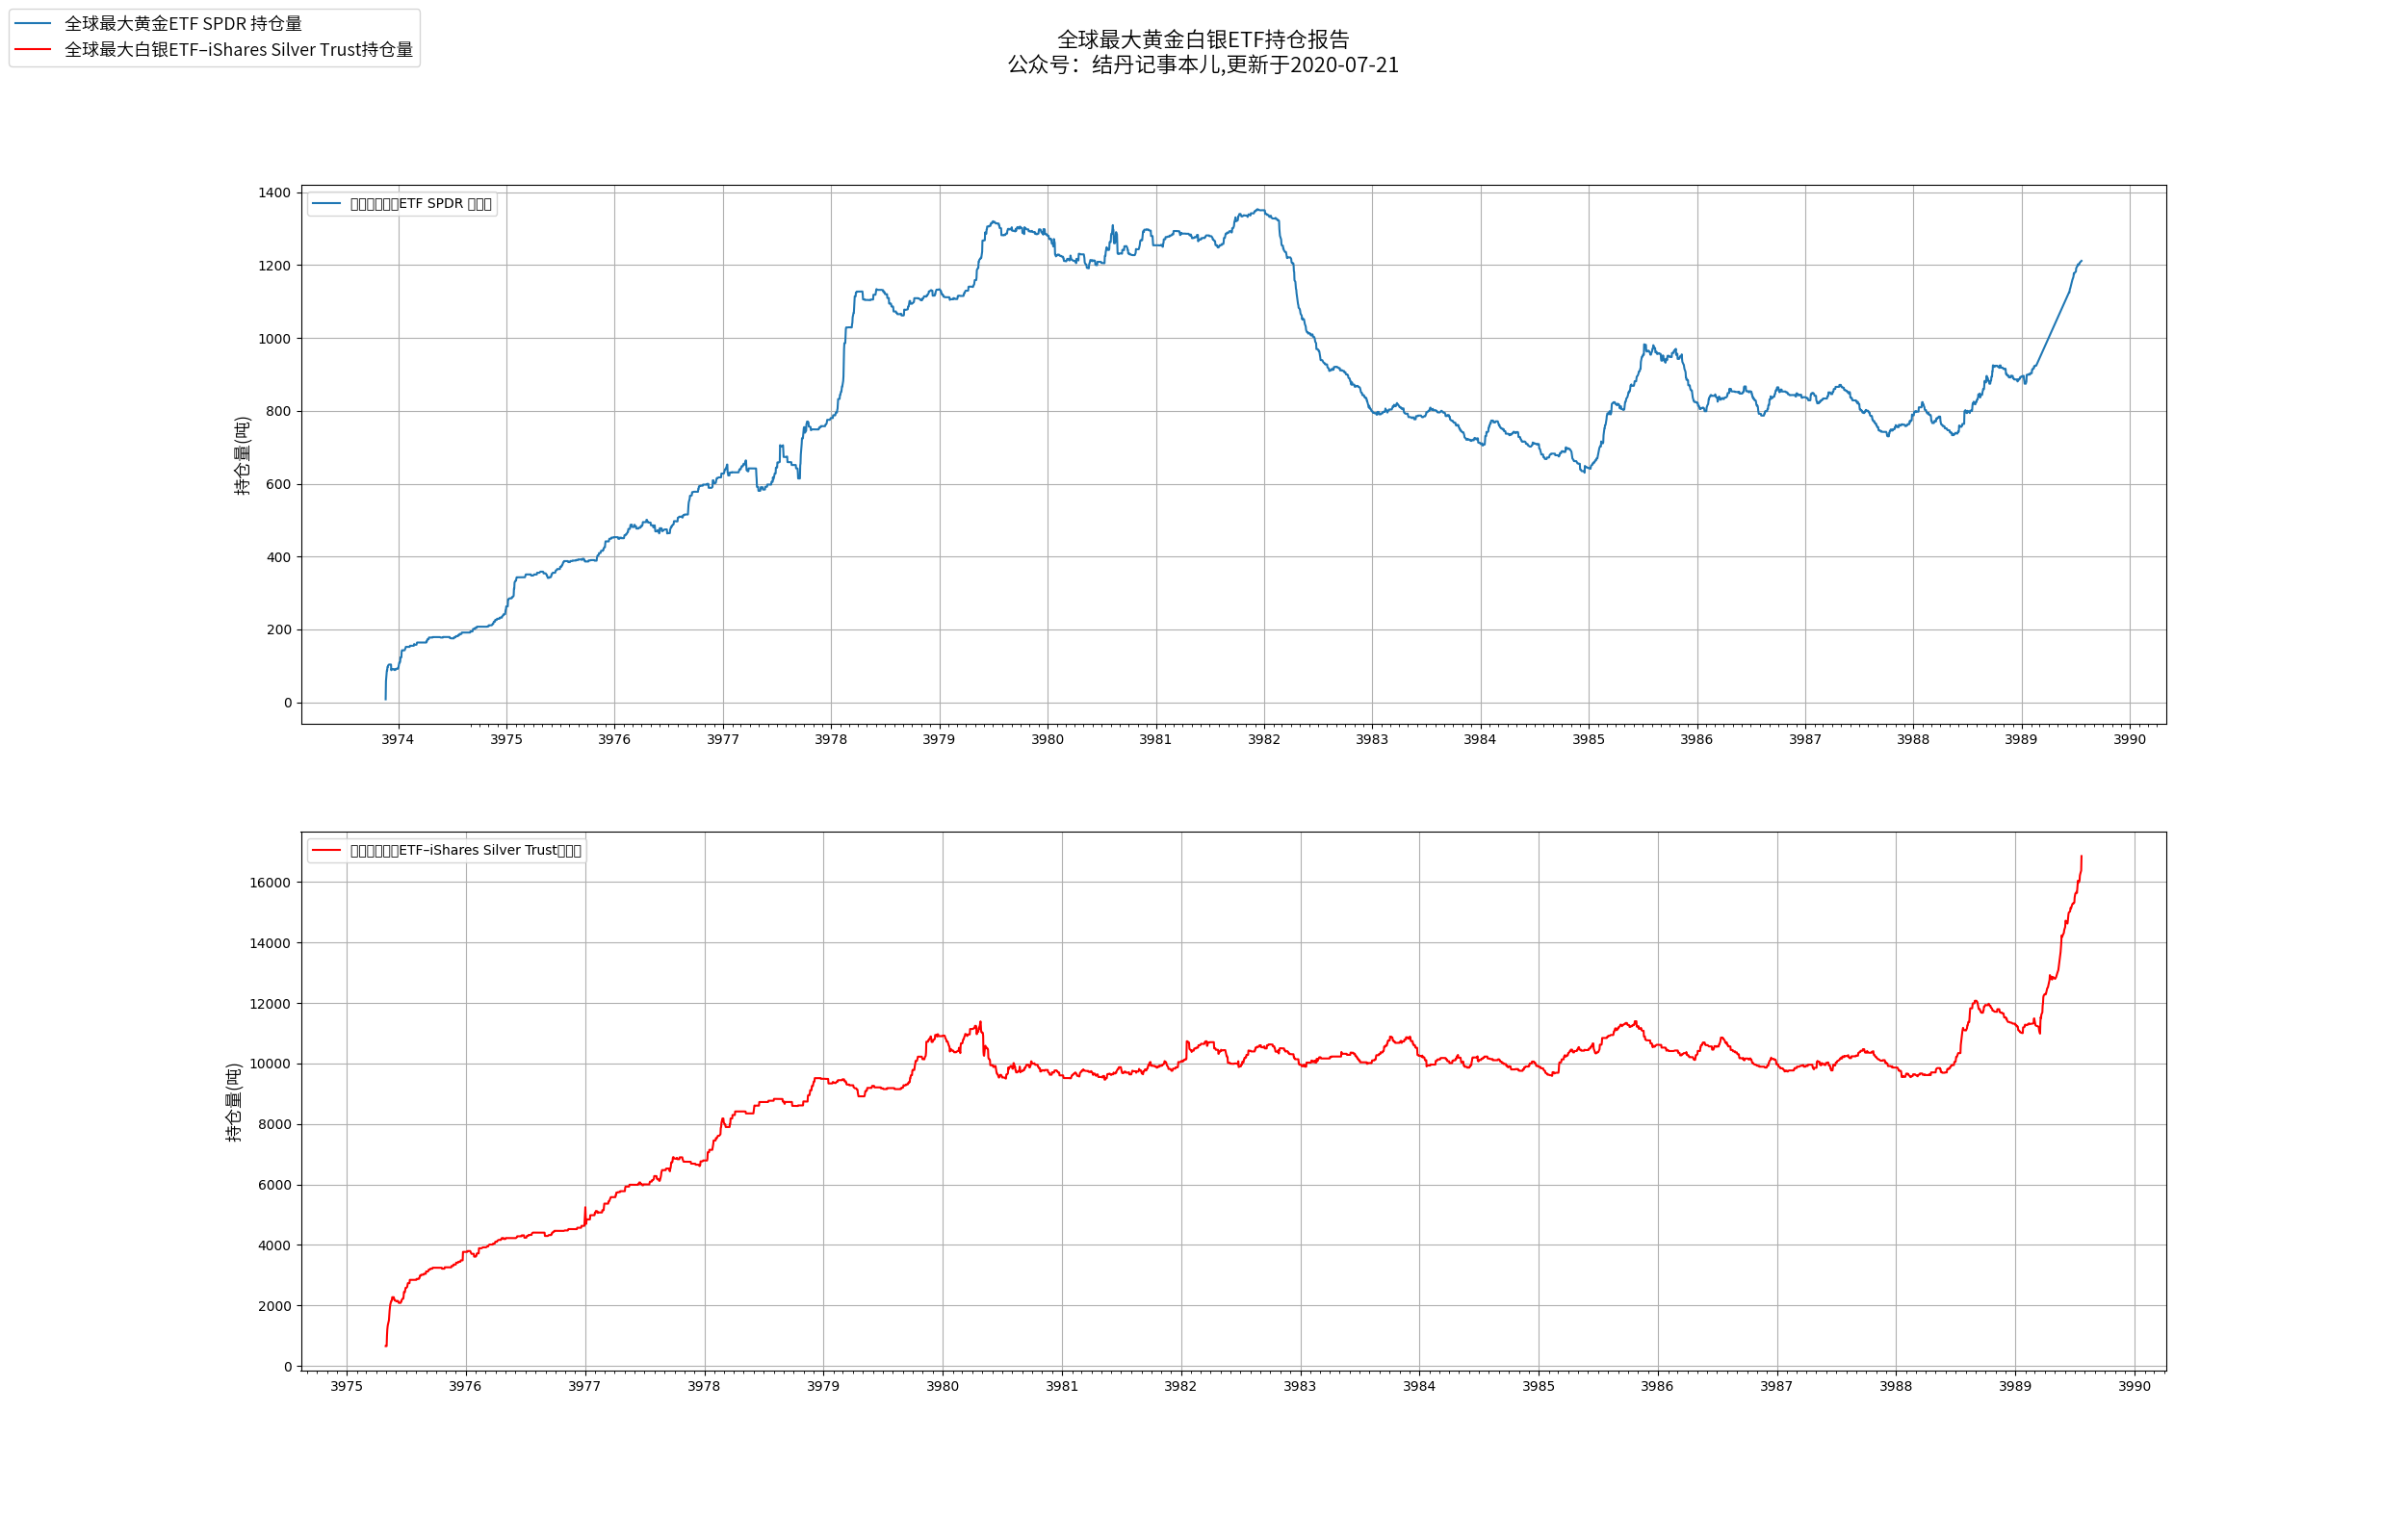 全球最大黄金ETF SPDR 持仓量
全球最大白银ETF–iShares Silver Trust持仓量
全球最大黄金白银ETF持仓报告
公众号：结丹记事本儿,更新于2020-07-21
1400
1200
1000
800
600
400
200
0
持仓量(吨)
ETF SPDR
3974 3975 3976 3977 3978 3979 3980 3981 3982 3983 3984 3985 3986 3987 3988 3989 3990
16000
14000
12000
10000
8000
6000
4000
2000
0
持仓量(吨)
ETF–iShares Silver Trust
3975 3976 3977 3978 3979 3980 3981 3982 3983 3984 3985 3986 3987 3988 3989 3990